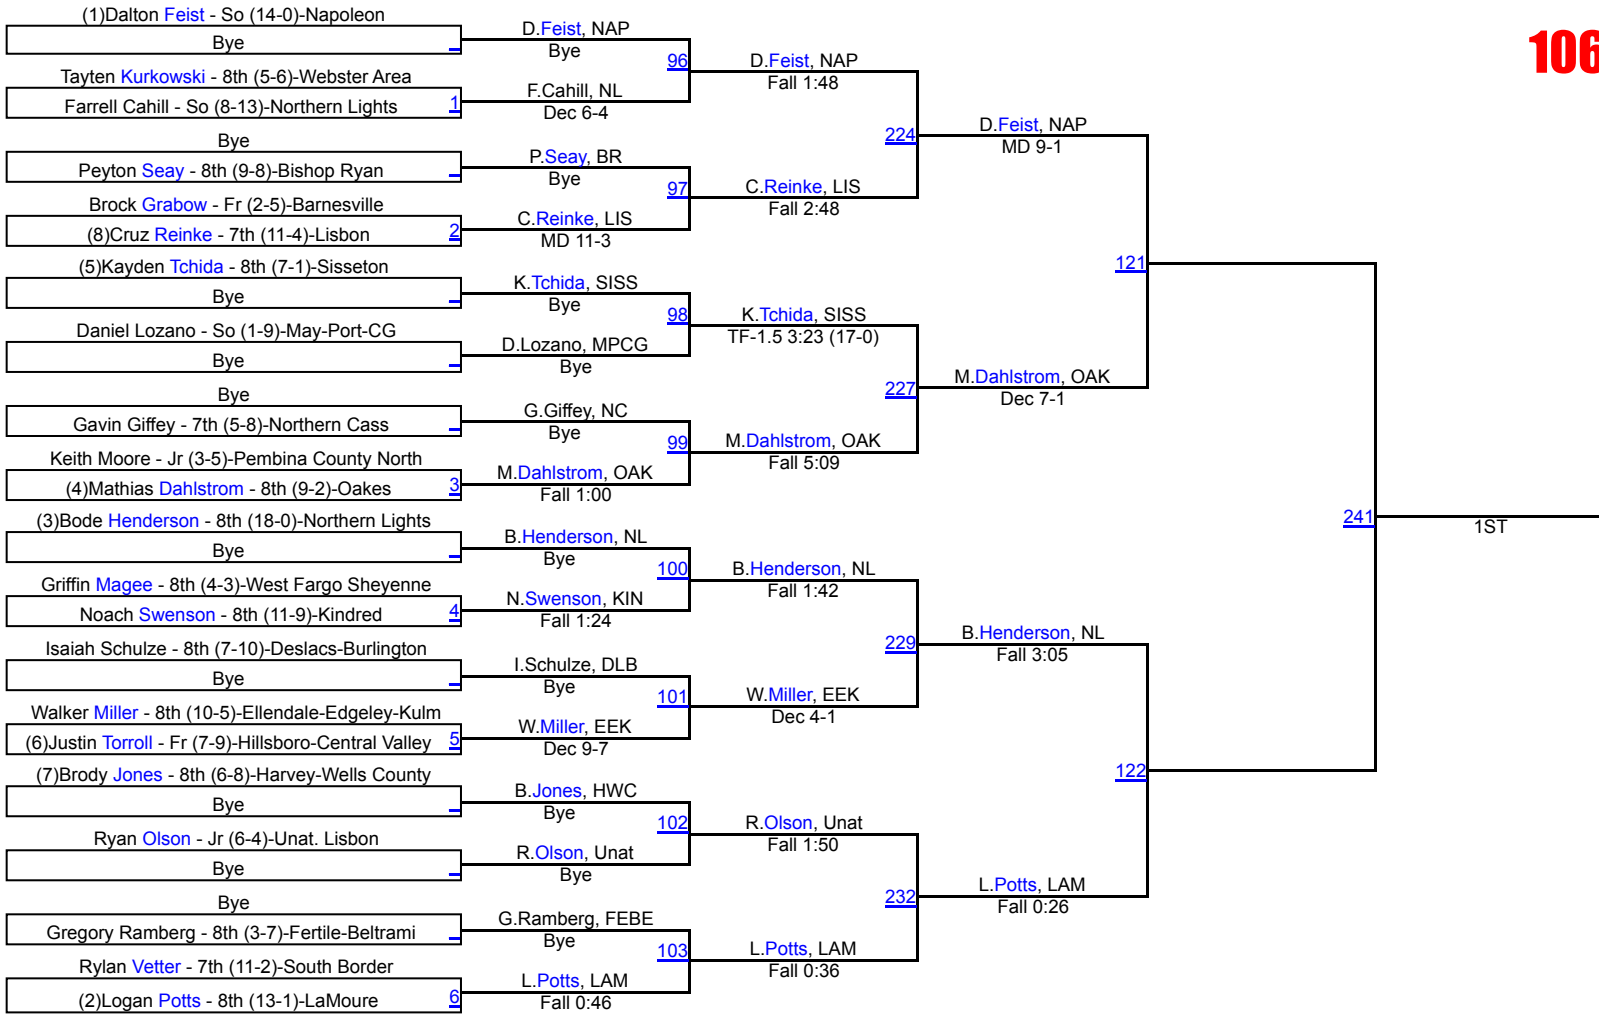 106
(1)Dalton Feist - So (14-0)-Napoleon
Bye
Tayten Kurkowski - 8th (5-6)-Webster Area
Farrell Cahill - So (8-13)-Northern Lights
1
Bye
Peyton Seay - 8th (9-8)-Bishop Ryan
Brock Grabow - Fr (2-5)-Barnesville
(8)Cruz Reinke - 7th (11-4)-Lisbon
2
(5)Kayden Tchida - 8th (7-1)-Sisseton
Bye
Daniel Lozano - So (1-9)-May-Port-CG
Bye
Bye
Gavin Giffey - 7th (5-8)-Northern Cass
Keith Moore - Jr (3-5)-Pembina County North
(4)Mathias Dahlstrom - 8th (9-2)-Oakes
3
(3)Bode Henderson - 8th (18-0)-Northern Lights
Bye
Griffin Magee - 8th (4-3)-West Fargo Sheyenne
Noach Swenson - 8th (11-9)-Kindred
4
Isaiah Schulze - 8th (7-10)-Deslacs-Burlington
Bye
Walker Miller - 8th (10-5)-Ellendale-Edgeley-Kulm
(6)Justin Torroll - Fr (7-9)-Hillsboro-Central Valley
5
(7)Brody Jones - 8th (6-8)-Harvey-Wells County
Bye
Ryan Olson - Jr (6-4)-Unat. Lisbon
Bye
Bye
Gregory Ramberg - 8th (3-7)-Fertile-Beltrami
Rylan Vetter - 7th (11-2)-South Border
(2)Logan Potts - 8th (13-1)-LaMoure
6
D.Feist, NAP
Bye
96
F.Cahill, NL
Dec 6-4
P.Seay, BR
Bye
97
C.Reinke, LIS
MD 11-3
K.Tchida, SISS
Bye
98
D.Lozano, MPCG
Bye
G.Giffey, NC
Bye
99
M.Dahlstrom, OAK
Fall 1:00
B.Henderson, NL
Bye
100
N.Swenson, KIN
Fall 1:24
I.Schulze, DLB
Bye
101
W.Miller, EEK
Dec 9-7
B.Jones, HWC
Bye
102
R.Olson, Unat
Bye
G.Ramberg, FEBE
Bye
103
L.Potts, LAM
Fall 0:46
D.Feist, NAP
Fall 1:48
224
C.Reinke, LIS
Fall 2:48
K.Tchida, SISS
TF-1.5 3:23 (17-0)
227
M.Dahlstrom, OAK
Fall 5:09
B.Henderson, NL
Fall 1:42
229
W.Miller, EEK
Dec 4-1
R.Olson, Unat
Fall 1:50
232
L.Potts, LAM
Fall 0:36
D.Feist, NAP
MD 9-1
121
M.Dahlstrom, OAK
Dec 7-1
B.Henderson, NL
Fall 3:05
122
L.Potts, LAM
Fall 0:26
241
1ST